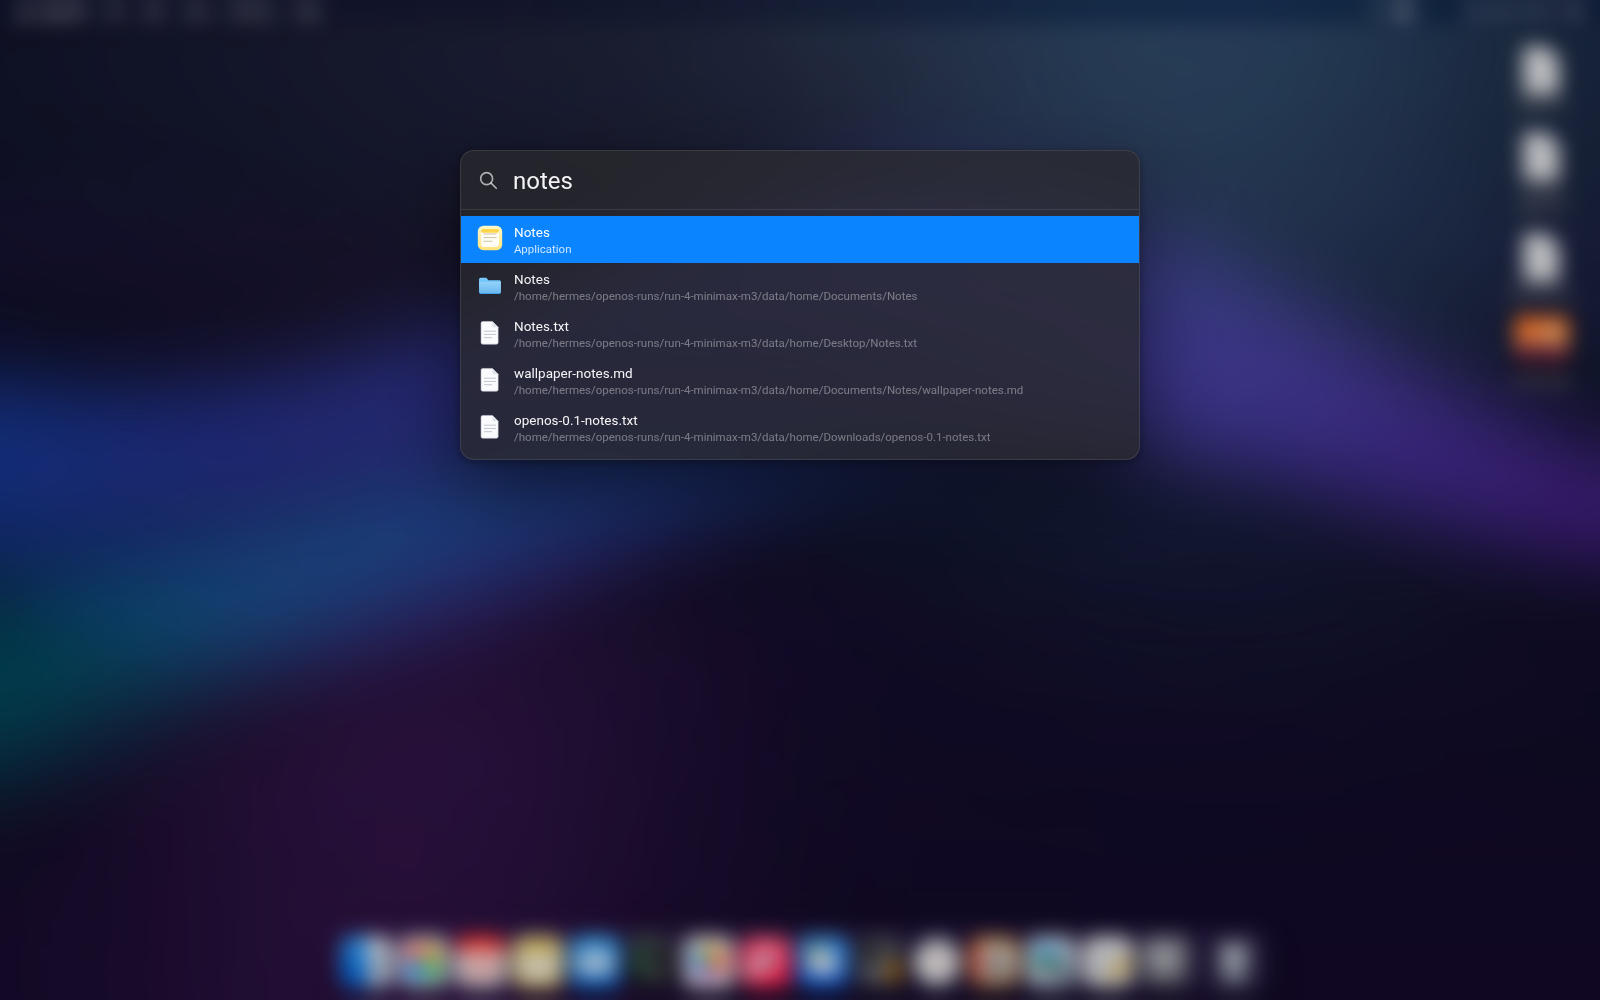 notes
Notes
Application
Notes
/home/hermes/openos-runs/run-4-minimax-m3/data/home/Documents/Notes
Notes.txt
/home/hermes/openos-runs/run-4-minimax-m3/data/home/Desktop/Notes.txt
wallpaper-notes.md
/home/hermes/openos-runs/run-4-minimax-m3/data/home/Documents/Notes/wallpaper-notes.md
openos-0.1-notes.txt
/home/hermes/openos-runs/run-4-minimax-m3/data/home/Downloads/openos-0.1-notes.txt